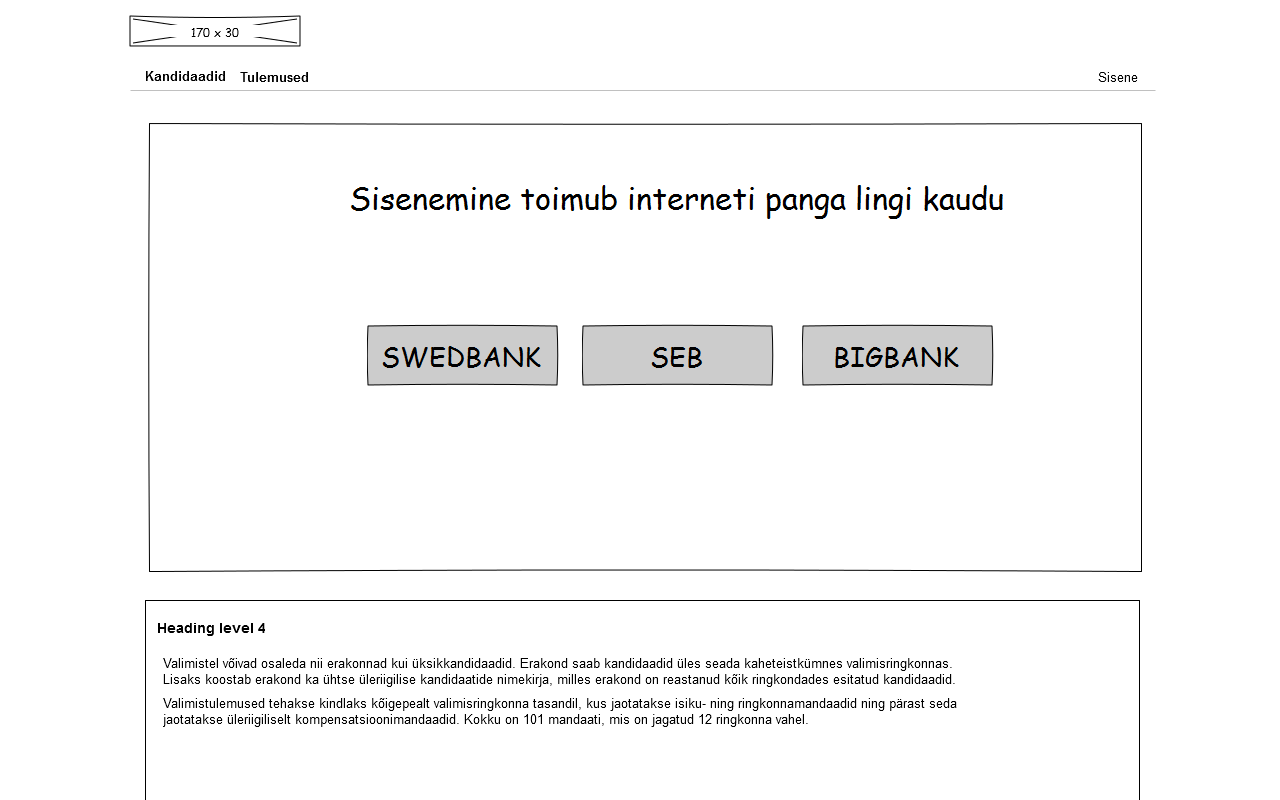 170 x 30
Kandidaadid Tulemused Sisene
Sisenemine toimub interneti panga lingi kaudu
SWEDBANK SEB BIGBANK
Heading level 4
Valimistel võivad osaleda nii erakonnad kui üksikkandidaadid. Erakond saab kandidaadid üles seada kaheteistkümnes valimisringkonnas.
Lisaks koostab erakond ka ühtse üleriigilise kandidaatide nimekirja, milles erakond on reastanud kõik ringkondades esitatud kandidaadid.
Valimistulemused tehakse kindlaks kõigepealt valimisringkonna tasandil, kus jaotatakse isiku- ning ringkonnamandaadid ning pärast seda
jaotatakse üleriigiliselt kompensatsioonimandaadid. Kokku on 101 mandaati, mis on jagatud 12 ringkonna vahel.